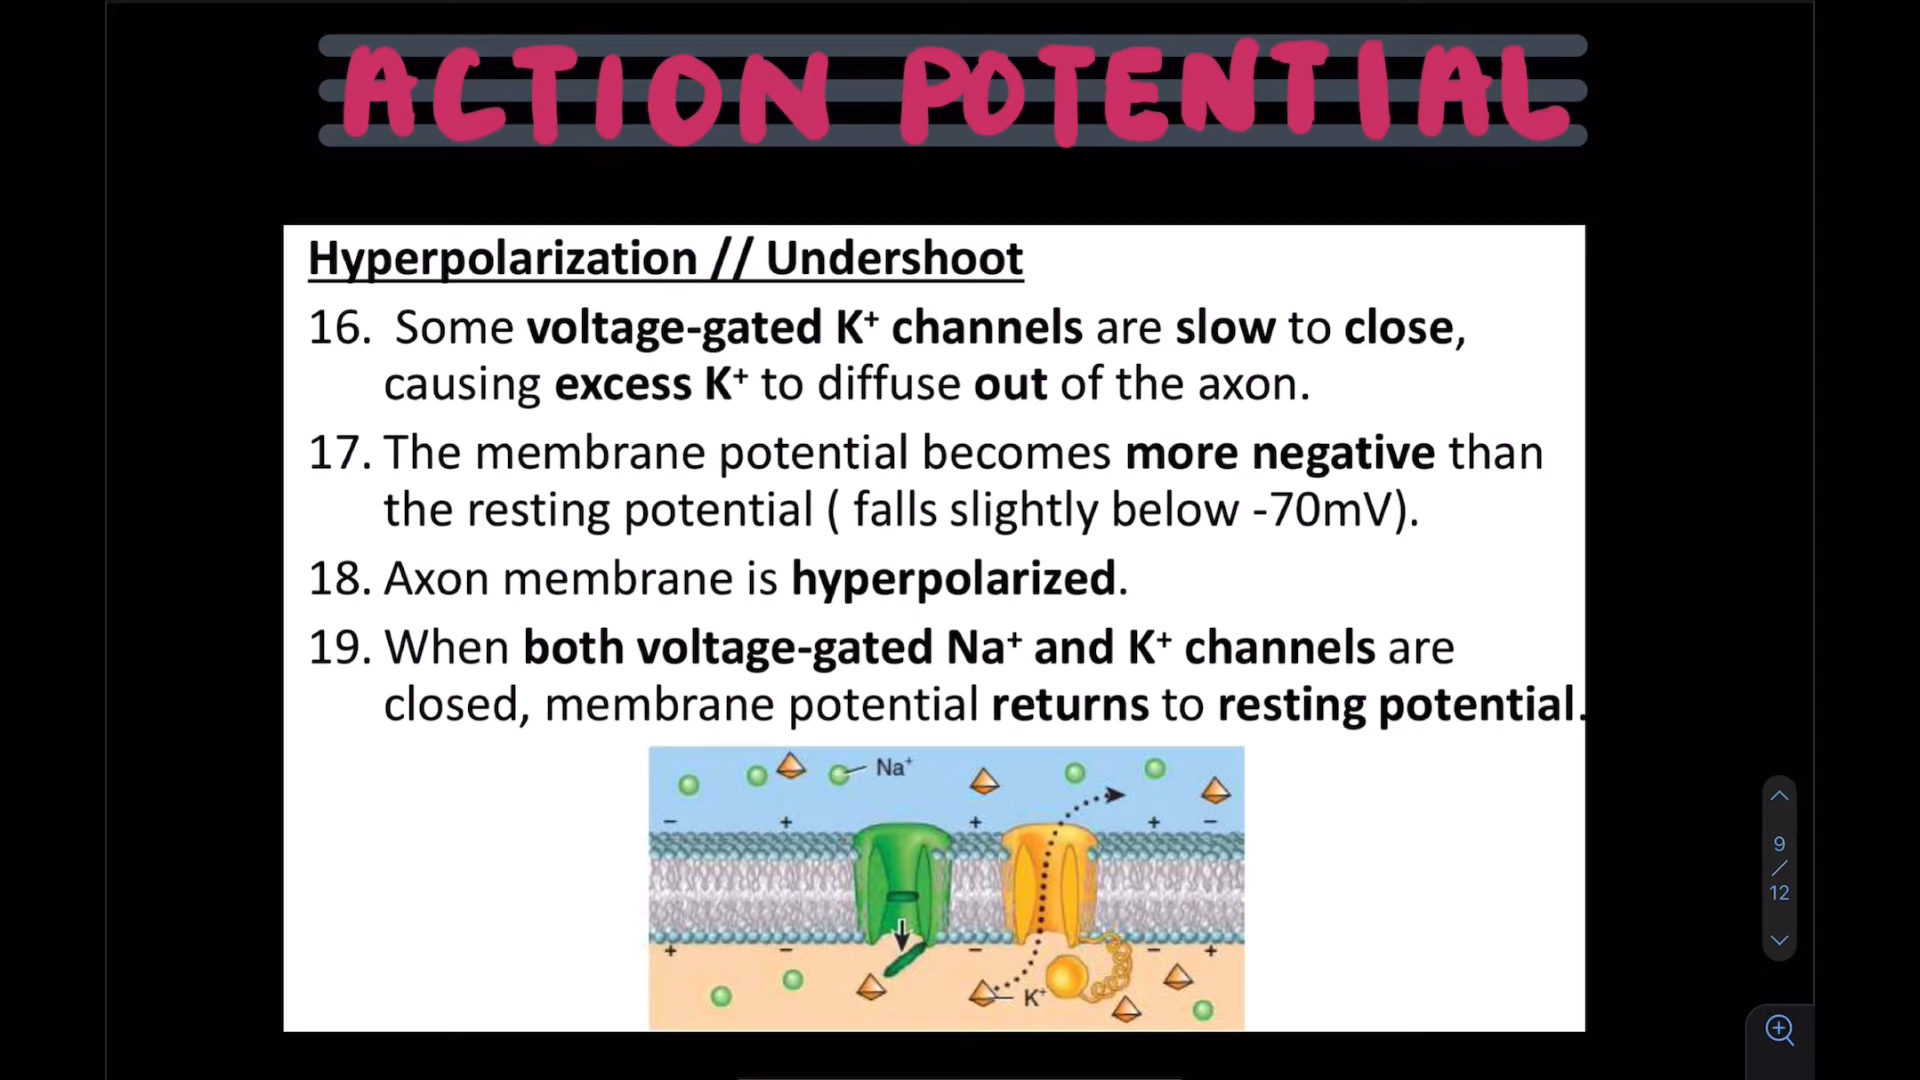 ACTION POTENTIAL
Hyperpolarization // Undershoot
16. Some voltage-gated K⁺ channels are slow to close,
causing excess K⁺ to diffuse out of the axon.
17. The membrane potential becomes more negative than
the resting potential ( falls slightly below -70mV).
18. Axon membrane is hyperpolarized.
19. When both voltage-gated Na⁺ and K⁺ channels are
closed, membrane potential returns to resting potential.
Na⁺
− + + + −
+ − − − +
K⁺
9
/
12